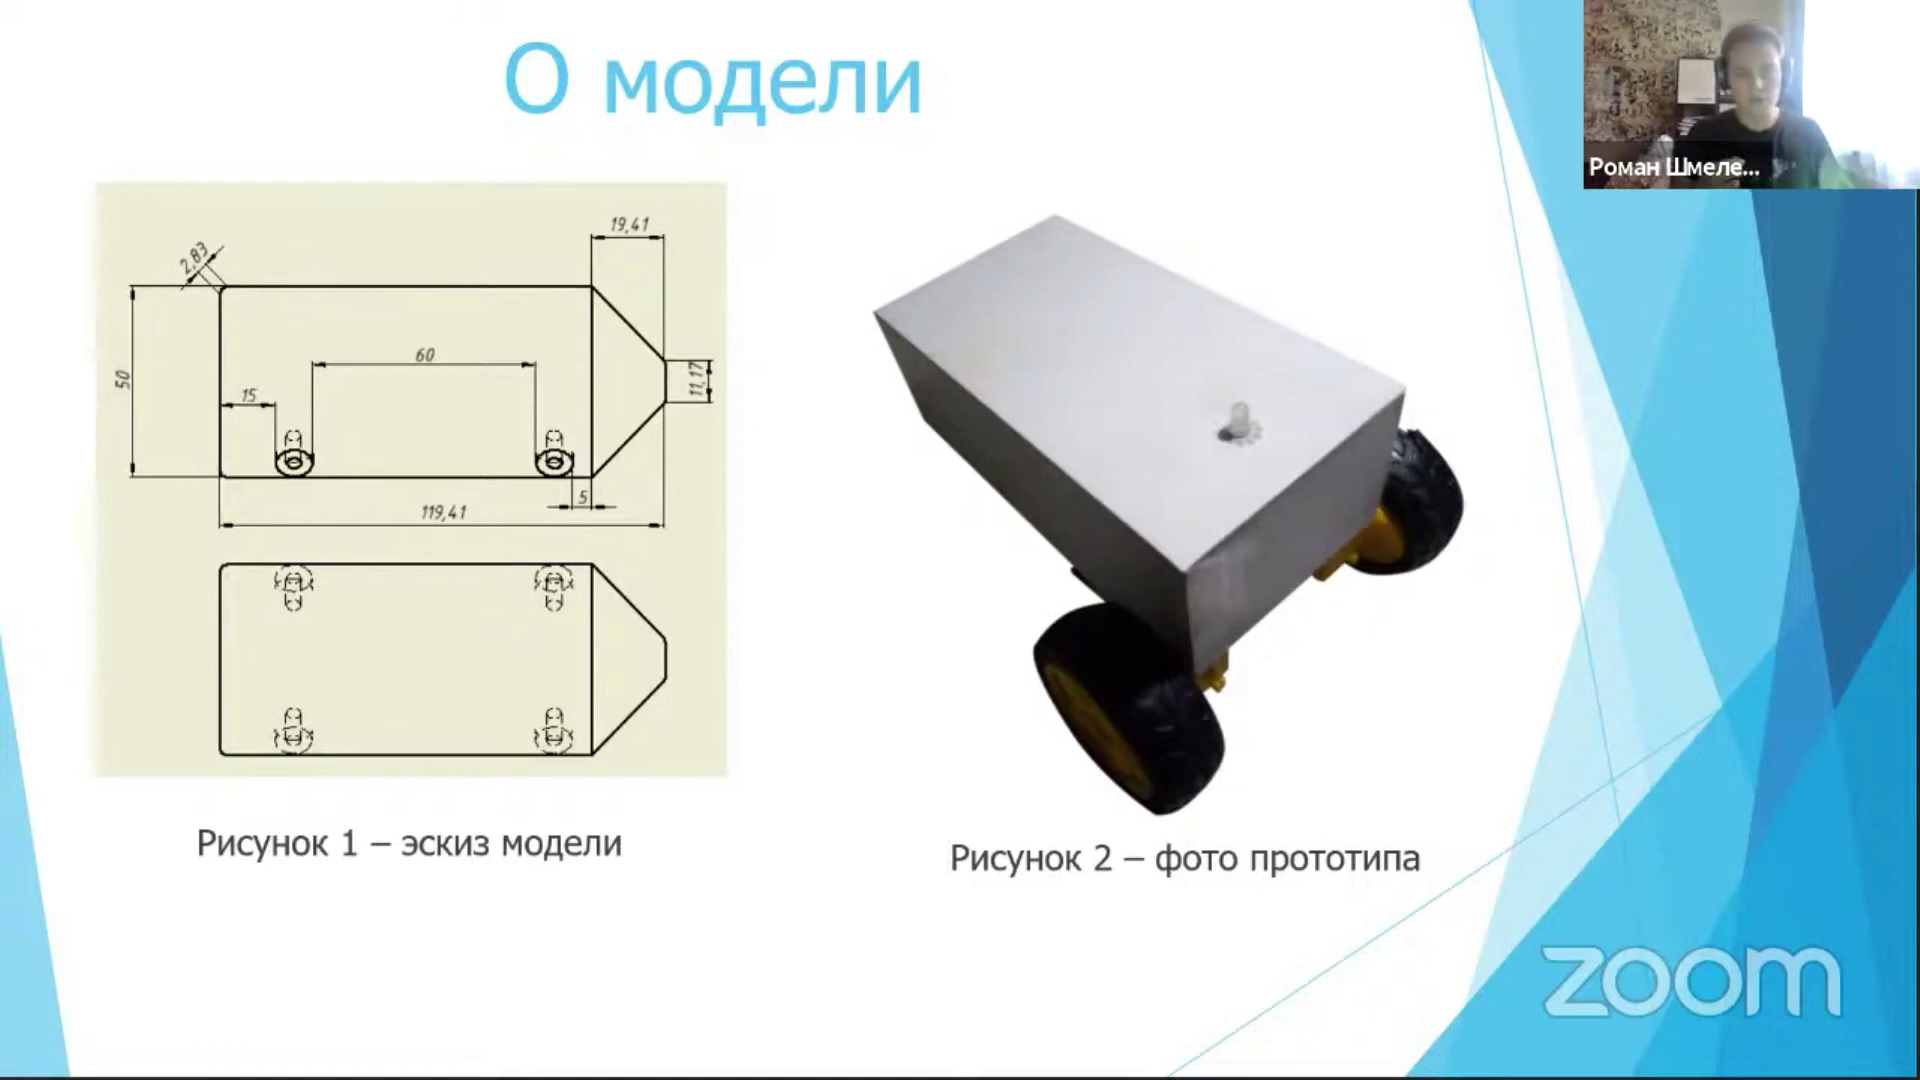 О модели
Роман Шмеле...
19,41
2,83
60
50
15
11,17
5
119,41
Рисунок 1 – эскиз модели
Рисунок 2 – фото прототипа
zoom